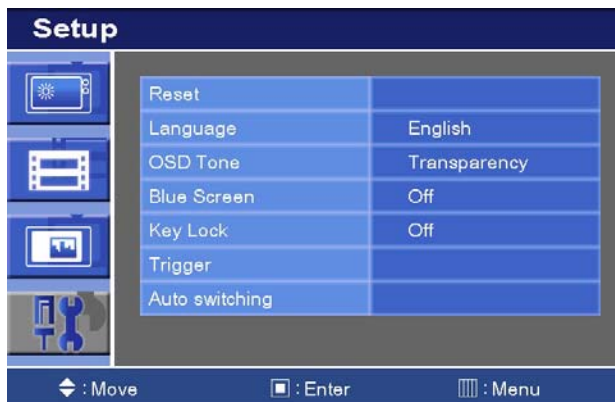 Setup
Reset
Language English
OSD Tone Transparency
Blue Screen Off
Key Lock Off
Trigger
Auto switching
: Move : Enter : Menu